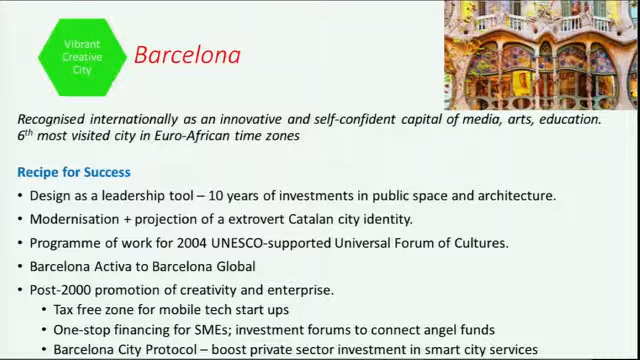 Vibrant
Creative
City
Barcelona
Recognised internationally as an innovative and self-confident capital of media, arts, education.
6th most visited city in Euro-African time zones
Recipe for Success
• Design as a leadership tool – 10 years of investments in public space and architecture.
• Modernisation + projection of a extrovert Catalan city identity.
• Programme of work for 2004 UNESCO-supported Universal Forum of Cultures.
• Barcelona Activa to Barcelona Global
• Post-2000 promotion of creativity and enterprise.
• Tax free zone for mobile tech start ups
• One-stop financing for SMEs; investment forums to connect angel funds
• Barcelona City Protocol – boost private sector investment in smart city services